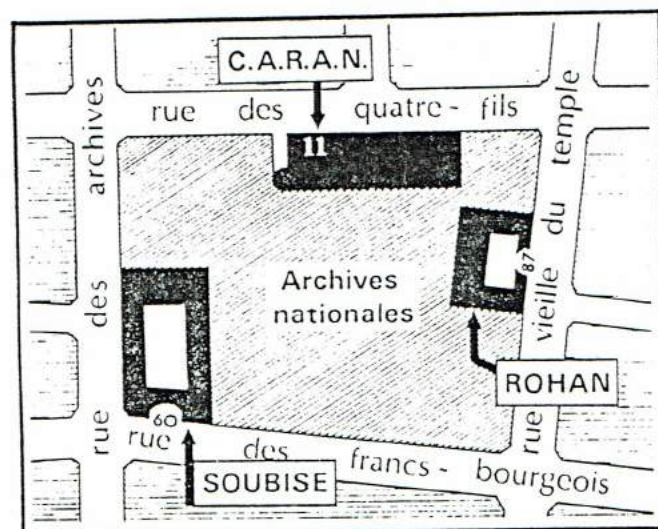 C.A.R.A.N.
rue des quatre-fils
11
rue des archives
rue vieille du temple
87
Archives
nationales
ROHAN
60
rue des francs-bourgeois
SOUBISE